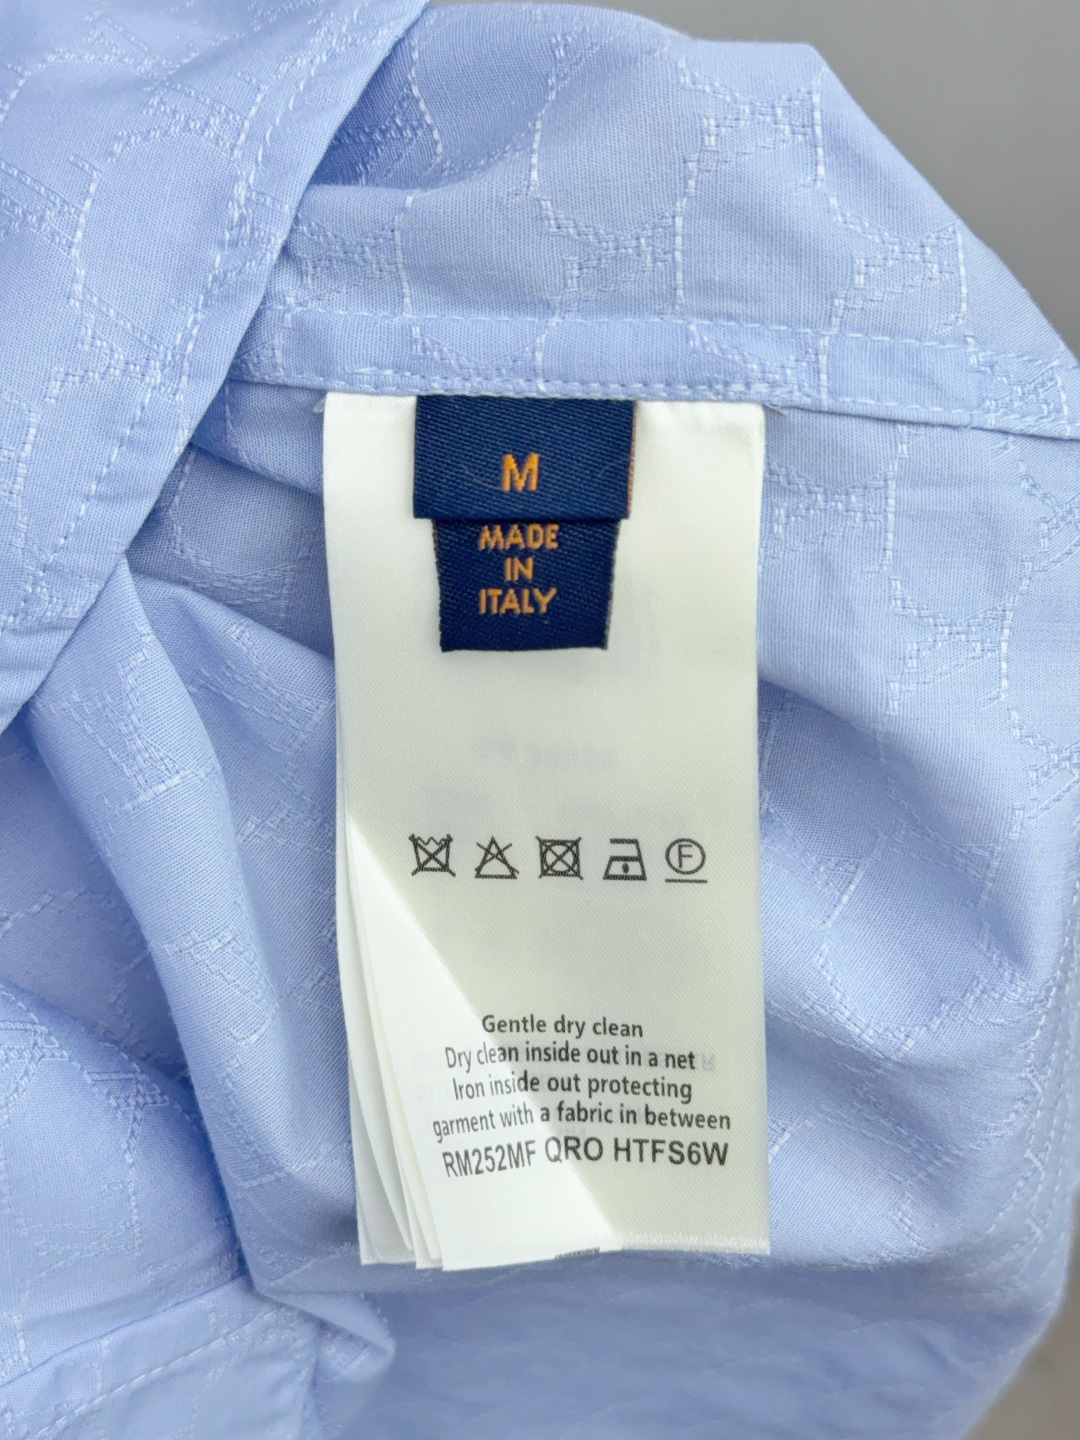 M
MADE
IN
ITALY
F
Gentle dry clean
Dry clean inside out in a net
Iron inside out protecting
garment with a fabric in between
RM252MF QRO HTFS6W